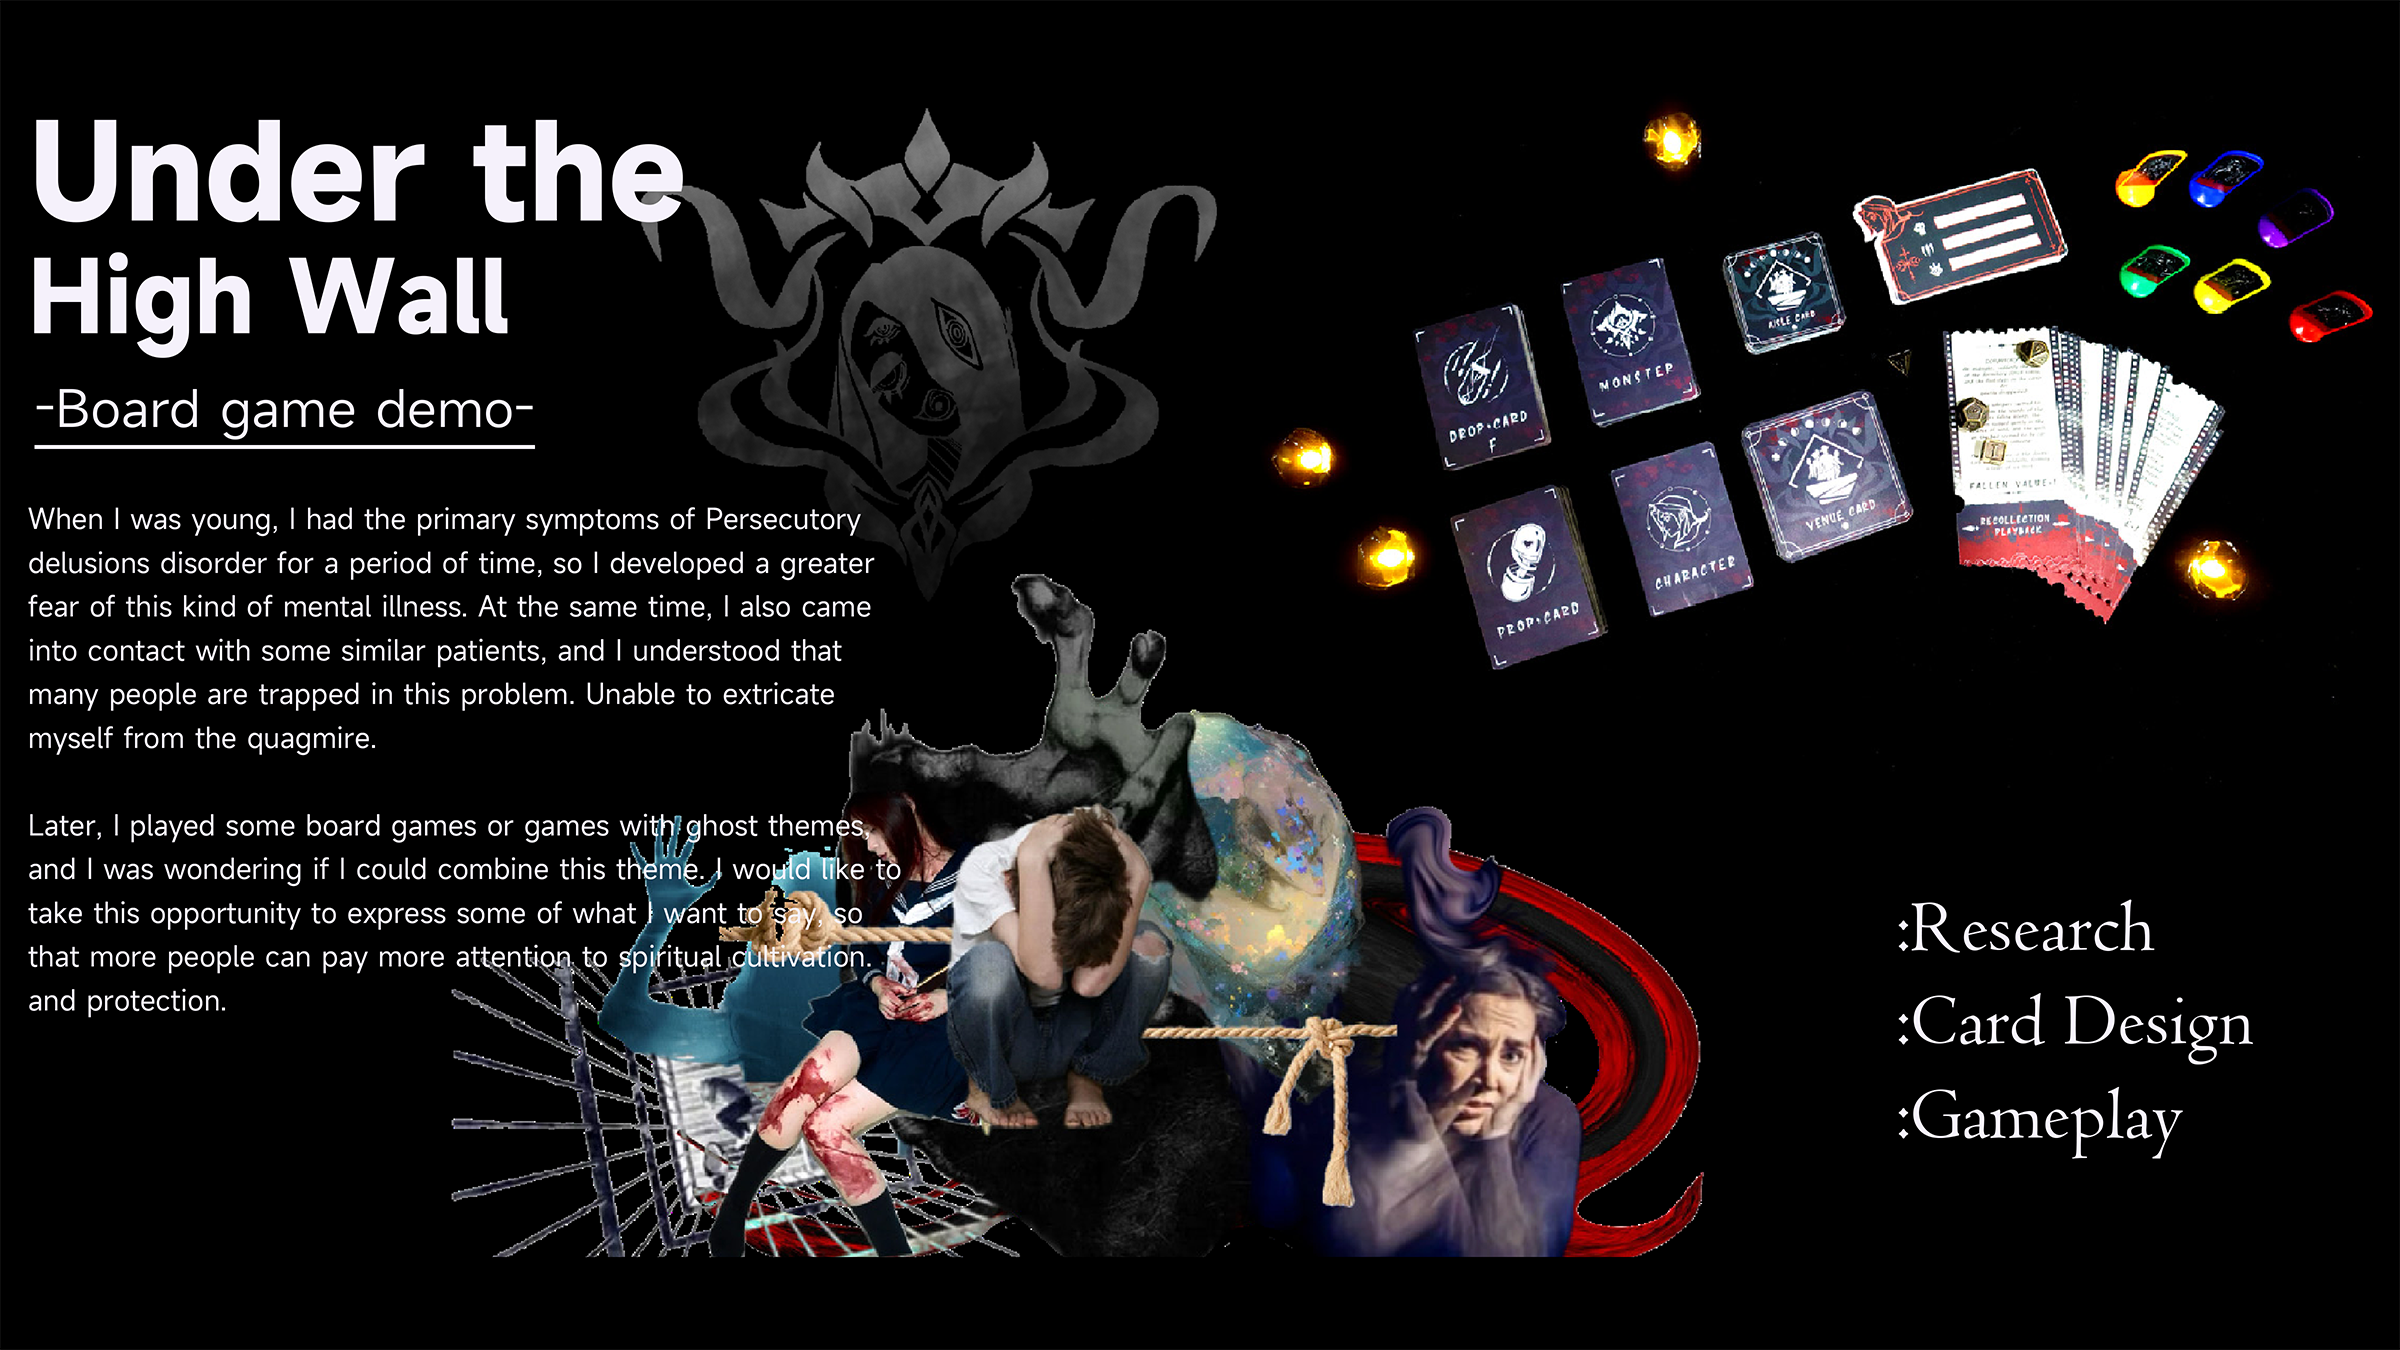 Under the
High Wall
-Board game demo-
When I was young, I had the primary symptoms of Persecutory
delusions disorder for a period of time, so I developed a greater
fear of this kind of mental illness. At the same time, I also came
into contact with some similar patients, and I understood that
many people are trapped in this problem. Unable to extricate
myself from the quagmire.
Later, I played some board games or games with ghost themes,
and I was wondering if I could combine this theme. I would like to
take this opportunity to express some of what I want to say, so
that more people can pay more attention to spiritual cultivation.
and protection.
DROP·CARD
F
MONSTER
AISLE CARD
PROP·CARD
CHARACTER
VENUE CARD
FALLEN VALUE-1
RECOLLECTION
PLAYBACK
:Research
:Card Design
:Gameplay